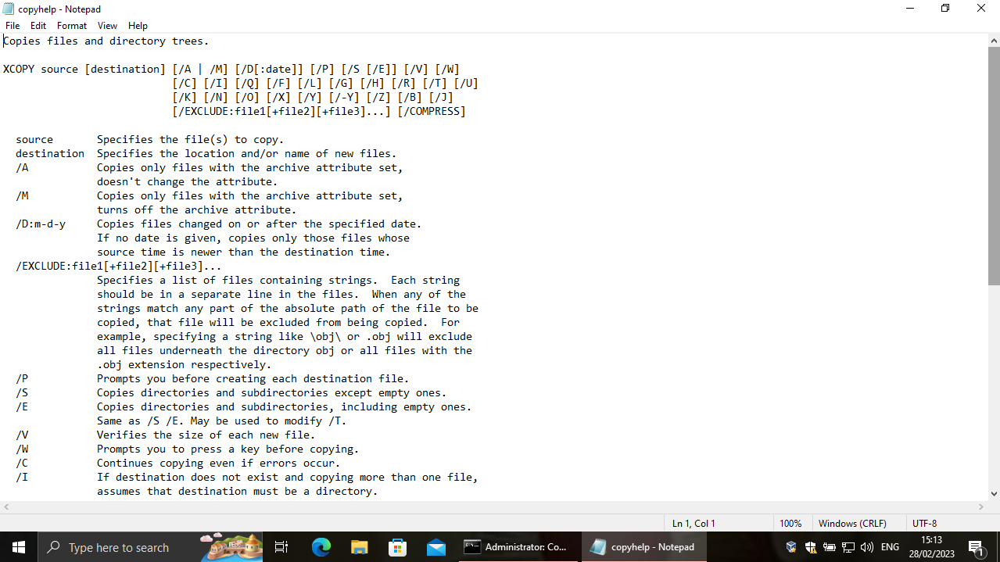 copyhelp - Notepad
File Edit Format View Help
Copies files and directory trees.
XCOPY source [destination] [/A | /M] [/D[:date]] [/P] [/S [/E]] [/V] [/W]
[/C] [/I] [/Q] [/F] [/L] [/G] [/H] [/R] [/T] [/U]
[/K] [/N] [/O] [/X] [/Y] [/-Y] [/Z] [/B] [/J]
[/EXCLUDE:file1[+file2][+file3]...] [/COMPRESS]
source Specifies the file(s) to copy.
destination Specifies the location and/or name of new files.
/A Copies only files with the archive attribute set,
doesn't change the attribute.
/M Copies only files with the archive attribute set,
turns off the archive attribute.
/D:m-d-y Copies files changed on or after the specified date.
If no date is given, copies only those files whose
source time is newer than the destination time.
/EXCLUDE:file1[+file2][+file3]...
Specifies a list of files containing strings.  Each string
should be in a separate line in the files.  When any of the
strings match any part of the absolute path of the file to be
copied, that file will be excluded from being copied.  For
example, specifying a string like \obj\ or .obj will exclude
all files underneath the directory obj or all files with the
.obj extension respectively.
/P Prompts you before creating each destination file.
/S Copies directories and subdirectories except empty ones.
/E Copies directories and subdirectories, including empty ones.
Same as /S /E. May be used to modify /T.
/V Verifies the size of each new file.
/W Prompts you to press a key before copying.
/C Continues copying even if errors occur.
/I If destination does not exist and copying more than one file,
assumes that destination must be a directory.
Ln 1, Col 1 100% Windows (CRLF) UTF-8
Type here to search Administrator: Co... copyhelp - Notepad ENG 15:13
28/02/2023 1